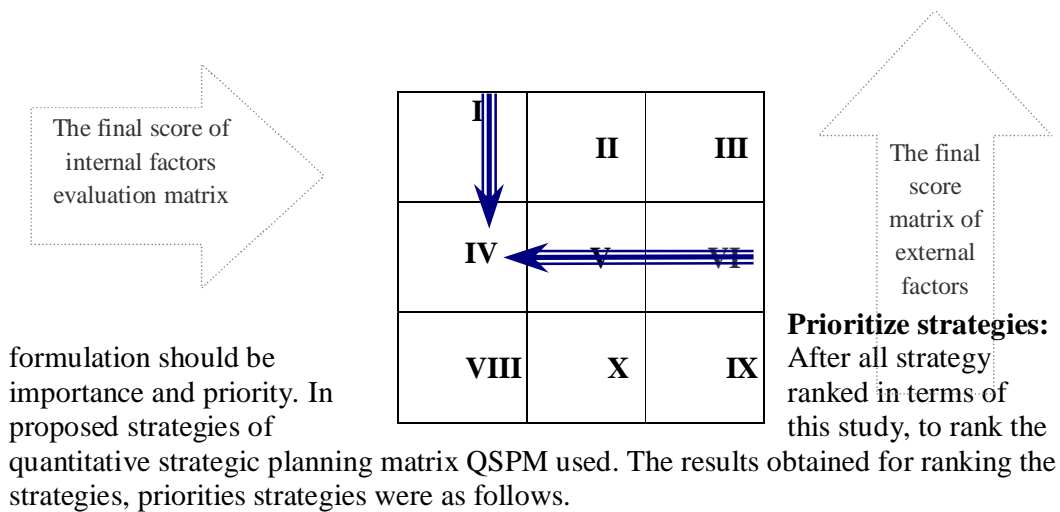 The final score of
internal factors
evaluation matrix
I
II
III
IV
V
VI
VIII
X
IX
The final
score
matrix of
external
factors
Prioritize strategies:
formulation should be After all strategy
importance and priority. In ranked in terms of
proposed strategies of this study, to rank the
quantitative strategic planning matrix QSPM used. The results obtained for ranking the
strategies, priorities strategies were as follows.